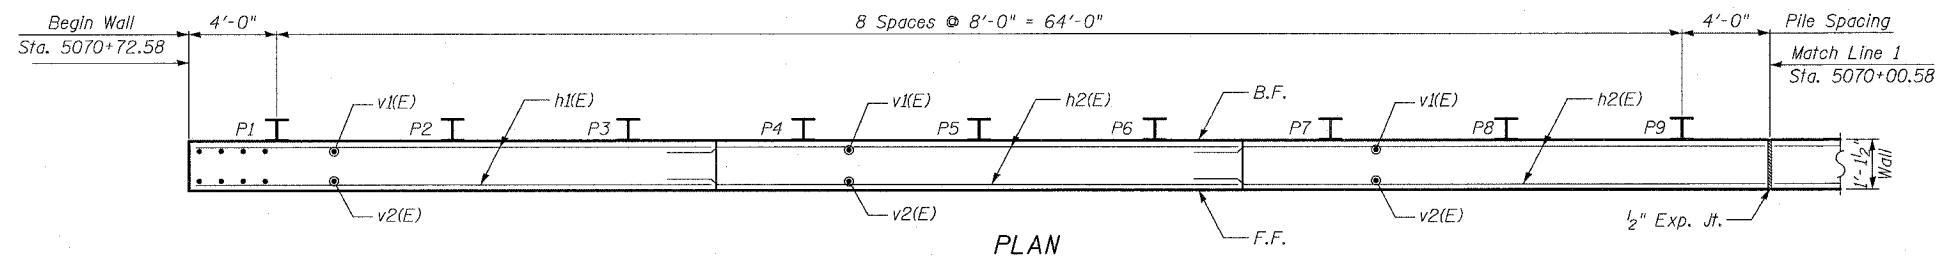 Begin Wall
Sta. 5070+72.58
4'-0"
8 Spaces @ 8'-0" = 64'-0"
4'-0"
Pile Spacing
Match Line 1
Sta. 5070+00.58
v1(E)
h1(E)
v1(E)
h2(E)
B.F.
v1(E)
h2(E)
P1
P2
P3
P4
P5
P6
P7
P8
P9
1'-1½"
Wall
v2(E)
v2(E)
F.F.
v2(E)
½" Exp. Jt.
PLAN